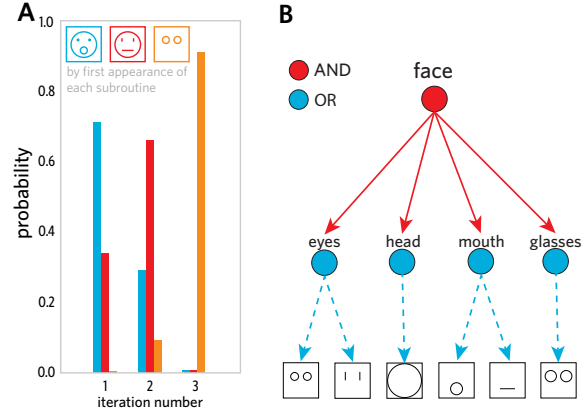 A
1.0
by first appearance of
each subroutine
0.8
0.6
0.4
0.2
0.0
probability
1 2 3
iteration number
B
AND
OR
face
eyes head mouth glasses